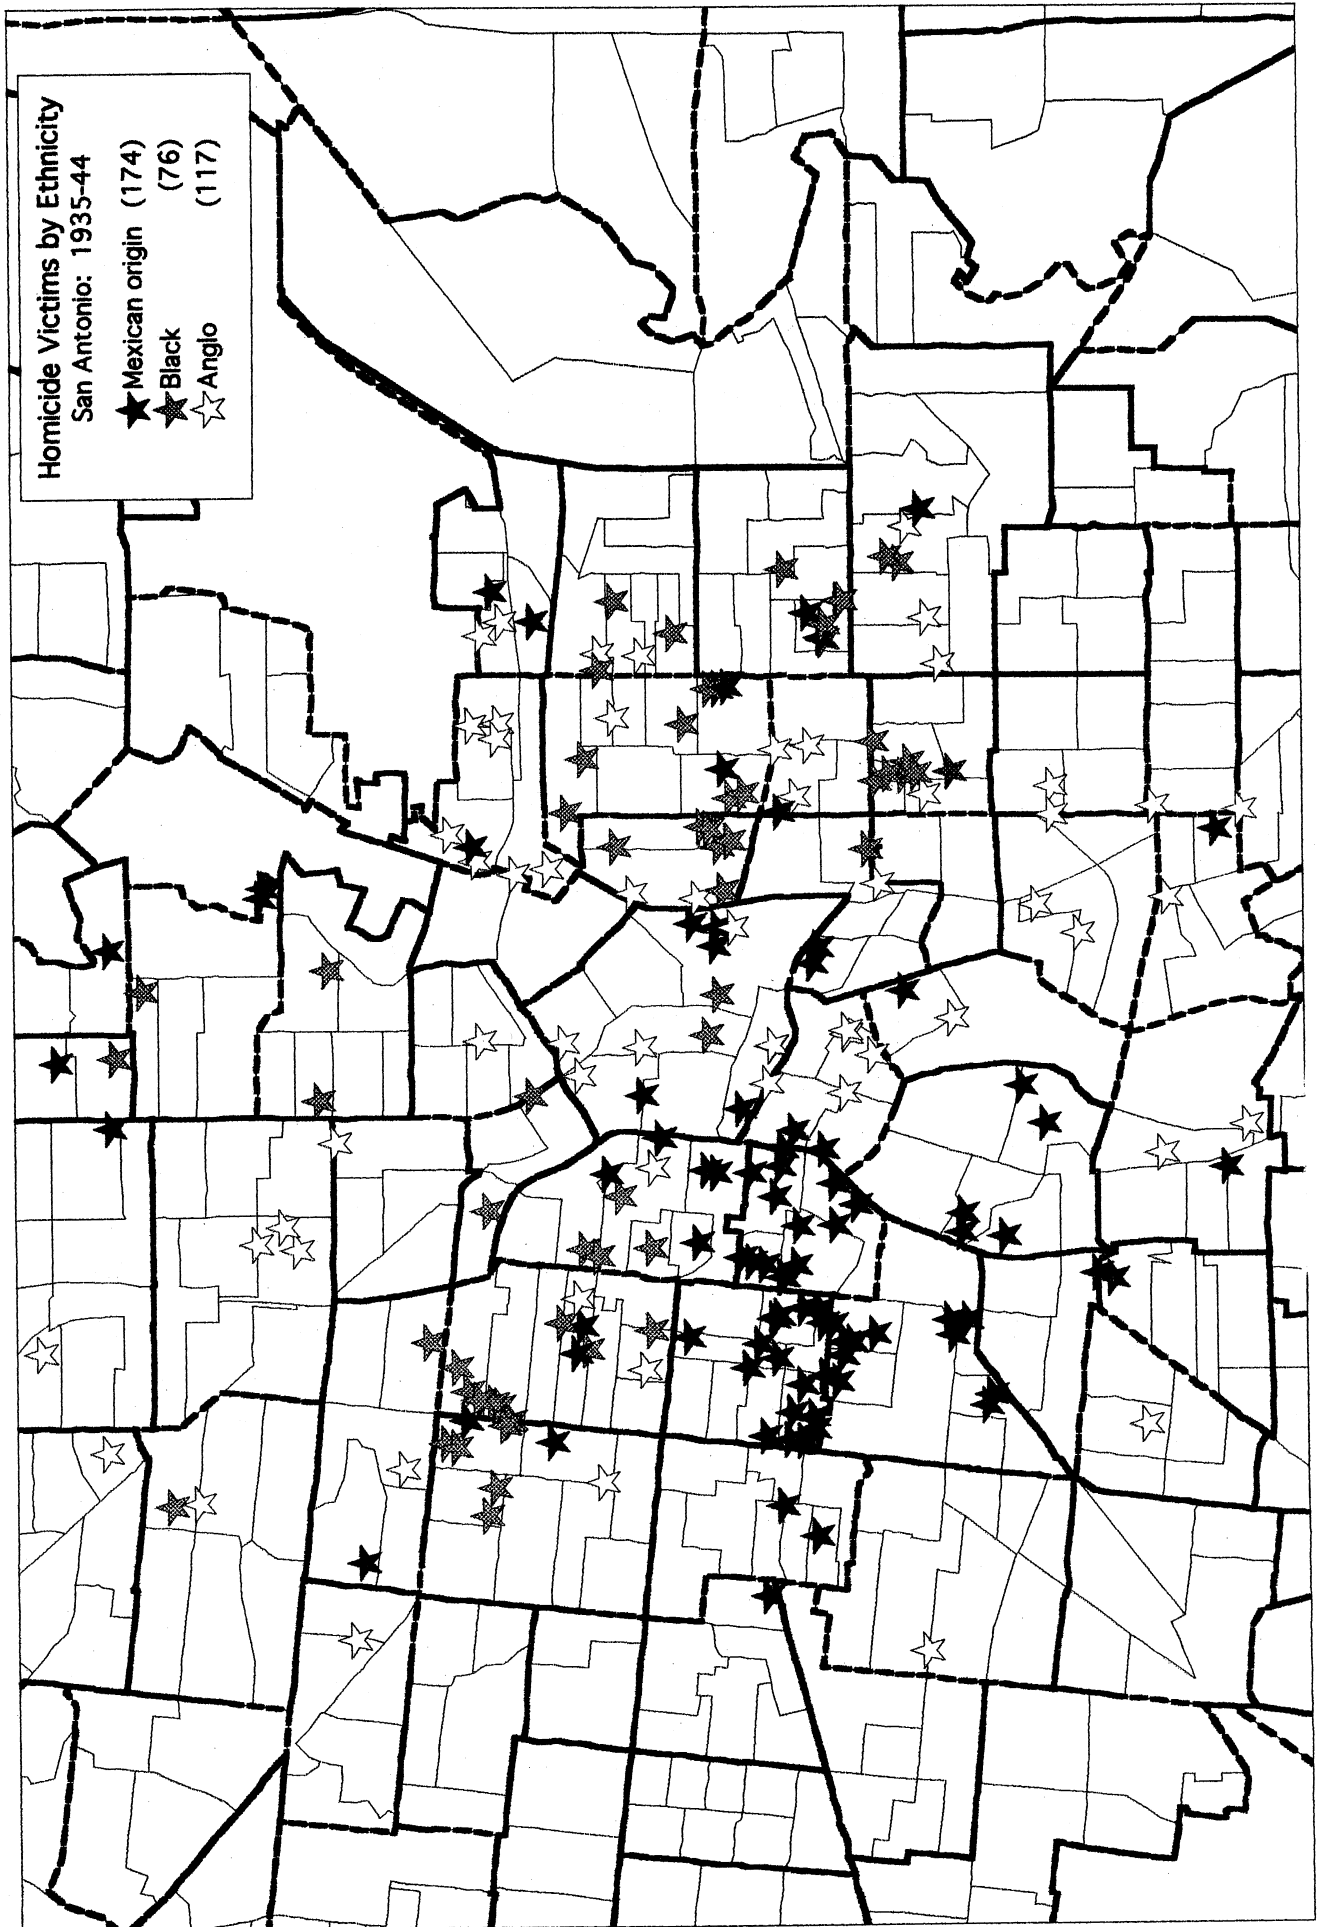 Homicide Victims by Ethnicity
San Antonio: 1935-44
Mexican origin (174)
Black (76)
Anglo (117)